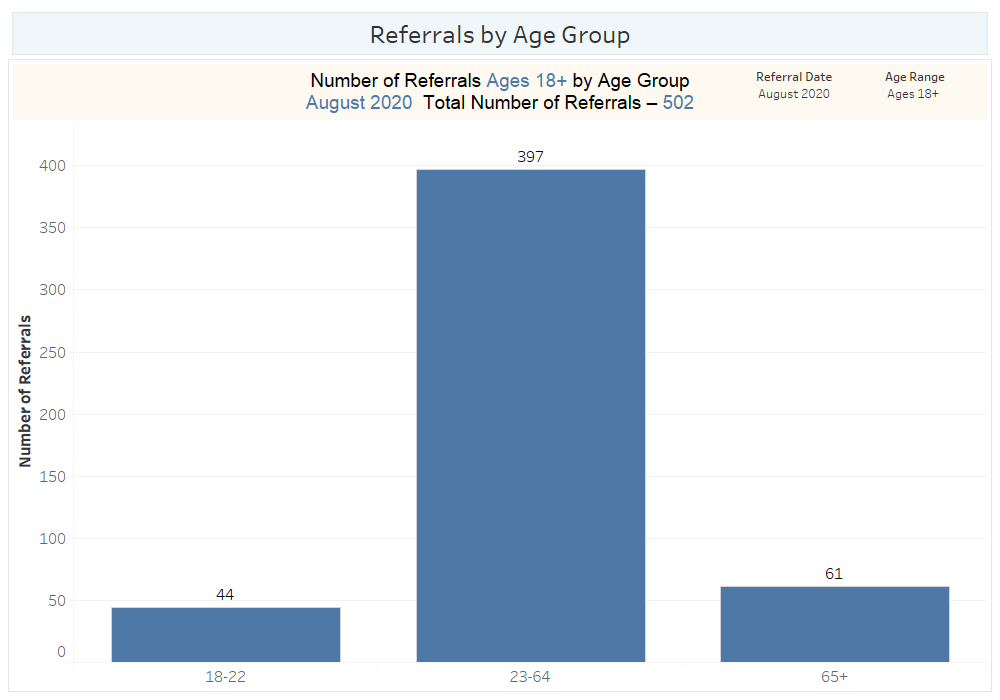 Referrals by Age Group
Number of Referrals Ages 18+ by Age Group
August 2020 Total Number of Referrals – 502
Referral Date
August 2020
Age Range
Ages 18+
Number of Referrals
400
350
300
250
200
150
100
50
0
397
44
61
18-22
23-64
65+